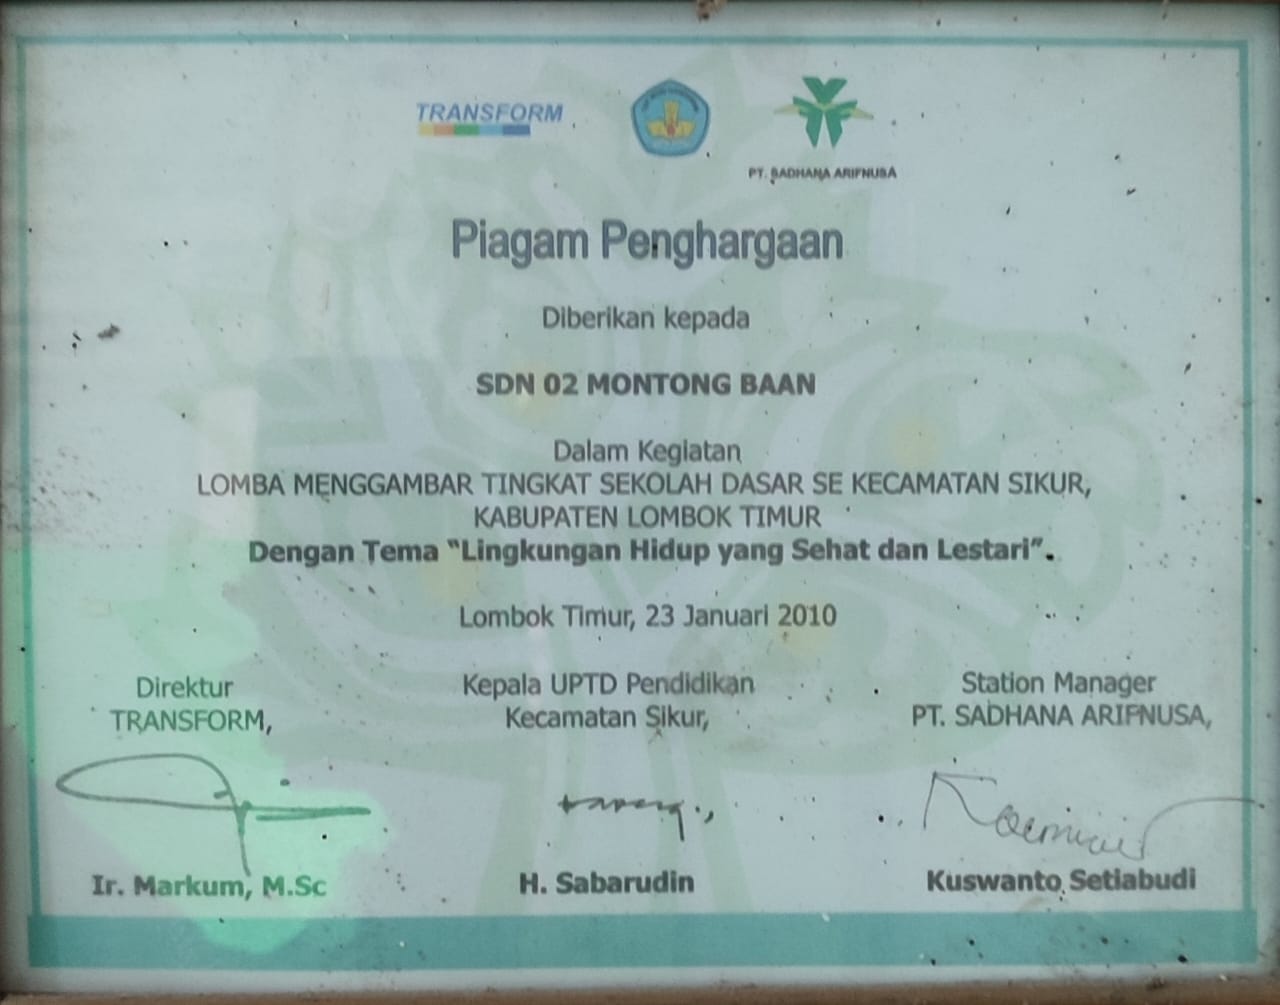 TRANSFORM
PT. SADHANA ARIFNUSA
Piagam Penghargaan
Diberikan kepada
SDN 02 MONTONG BAAN
Dalam Kegiatan
LOMBA MENGGAMBAR TINGKAT SEKOLAH DASAR SE KECAMATAN SIKUR,
KABUPATEN LOMBOK TIMUR
Dengan Tema "Lingkungan Hidup yang Sehat dan Lestari".
Lombok Timur, 23 Januari 2010
Direktur
TRANSFORM,
Ir. Markum, M.Sc
Kepala UPTD Pendidikan
Kecamatan Sikur,
H. Sabarudin
Station Manager
PT. SADHANA ARIFNUSA,
Kuswanto Setiabudi